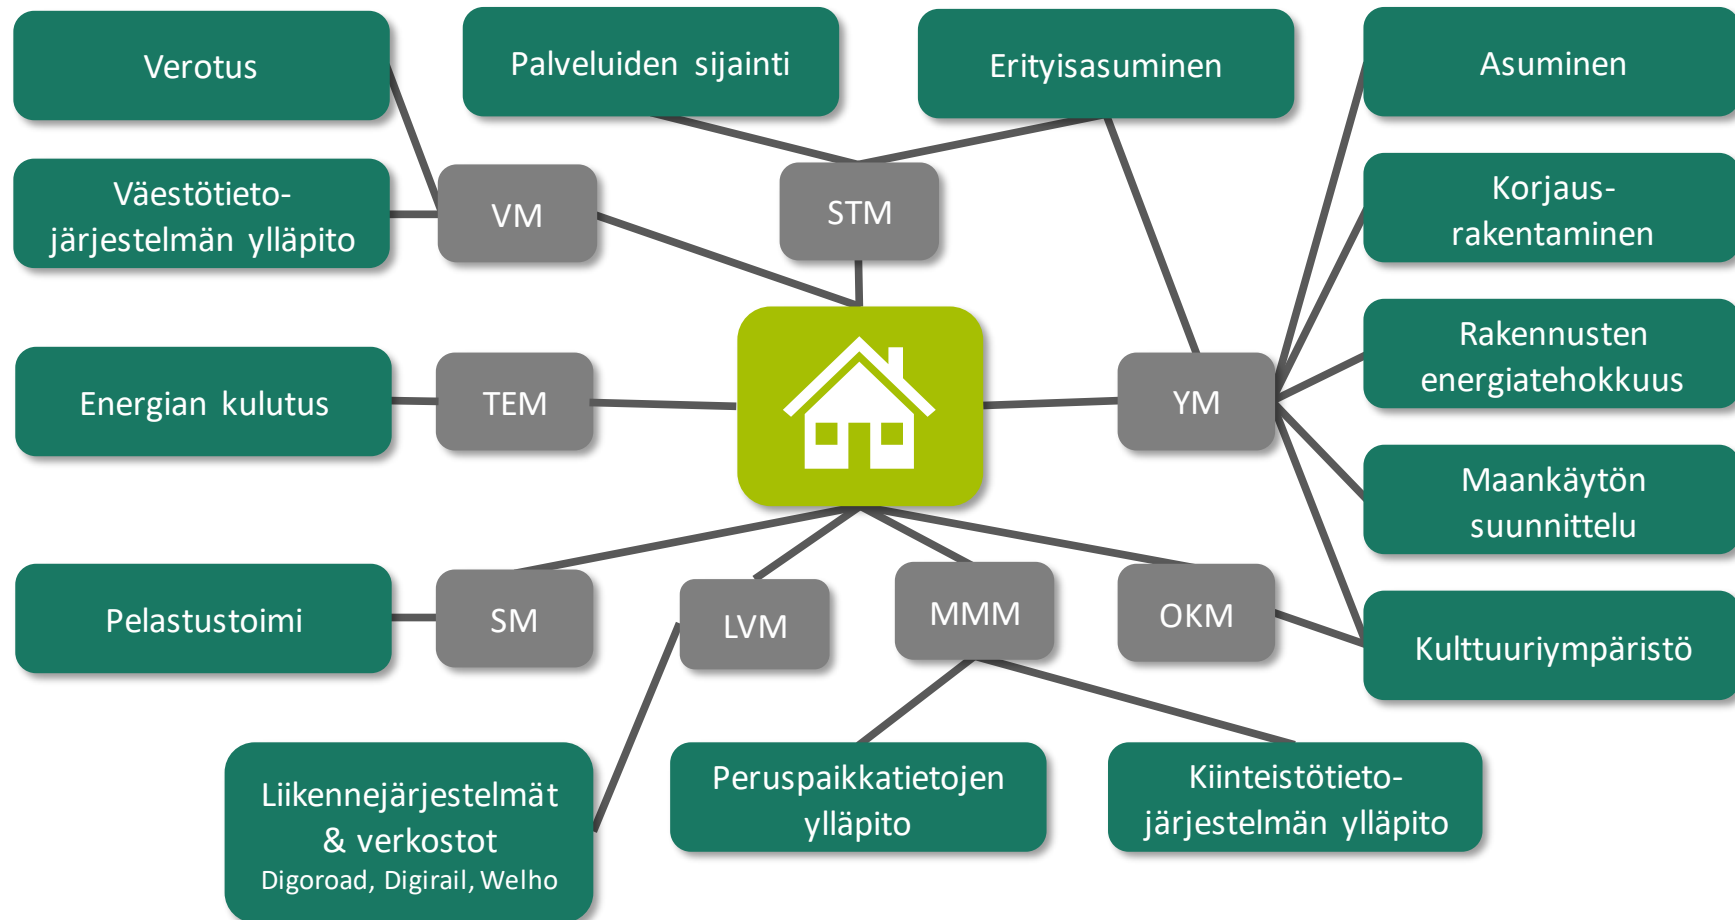 Verotus
Palveluiden sijainti
Erityisasuminen
Asuminen
Väestötieto-
järjestelmän ylläpito
VM
STM
Korjaus-
rakentaminen
Energian kulutus
TEM
YM
Rakennusten
energiatehokkuus
Maankäytön
suunnittelu
Pelastustoimi
SM
LVM
MMM
OKM
Kulttuuriympäristö
Liikennejärjestelmät
& verkostot
Digoroad, Digirail, Welho
Peruspaikkatietojen
ylläpito
Kiinteistötieto-
järjestelmän ylläpito